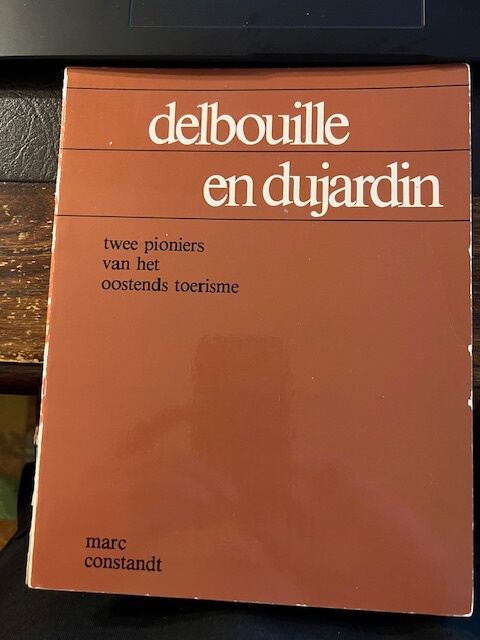 delbouille
en dujardin
twee pioniers
van het
oostends toerisme
marc
constandt